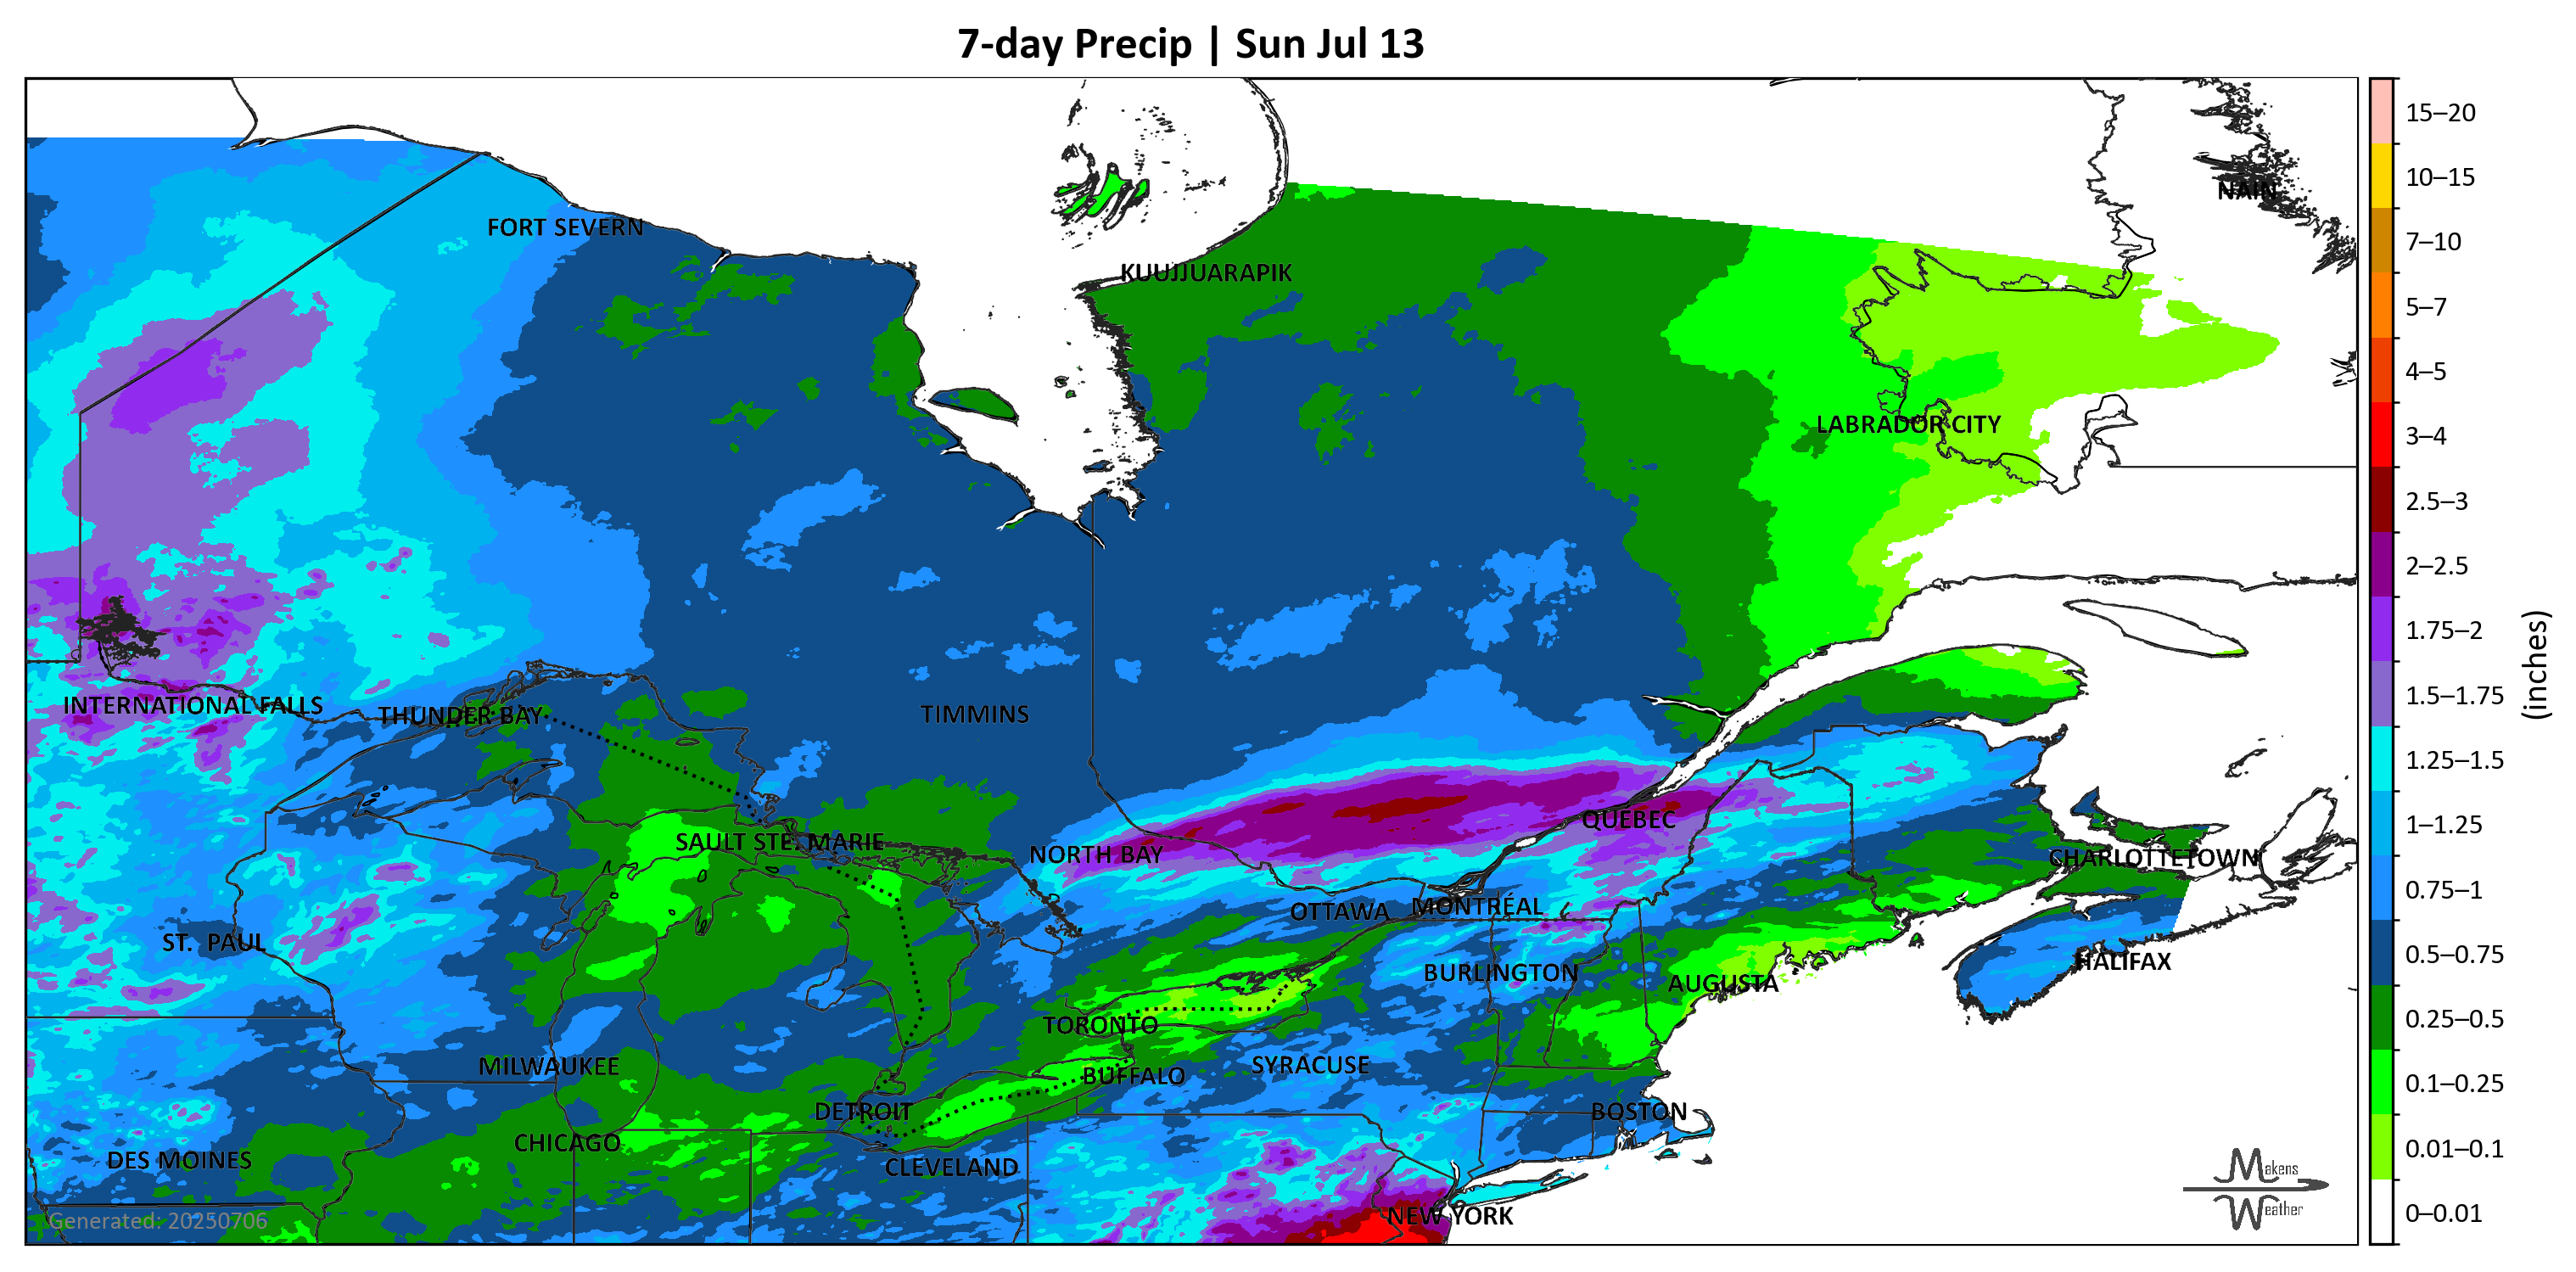 7-day Precip | Sun Jul 13
NAIN
FORT SEVERN
KUUJJUARAPIK
LABRADOR CITY
INTERNATIONAL FALLS
THUNDER BAY
TIMMINS
QUEBEC
SAULT STE. MARIE
NORTH BAY
CHARLOTTETOWN
OTTAWA
MONTRÉAL
ST. PAUL
HALIFAX
BURLINGTON
AUGUSTA
TORONTO
MILWAUKEE
SYRACUSE
BUFFALO
DETROIT
BOSTON
CHICAGO
DES MOINES
CLEVELAND
NEW YORK
Generated: 20250706
Makens
Weather
15–20
10–15
7–10
5–7
4–5
3–4
2.5–3
2–2.5
1.75–2
1.5–1.75
1.25–1.5
1–1.25
0.75–1
0.5–0.75
0.25–0.5
0.1–0.25
0.01–0.1
0–0.01
(inches)